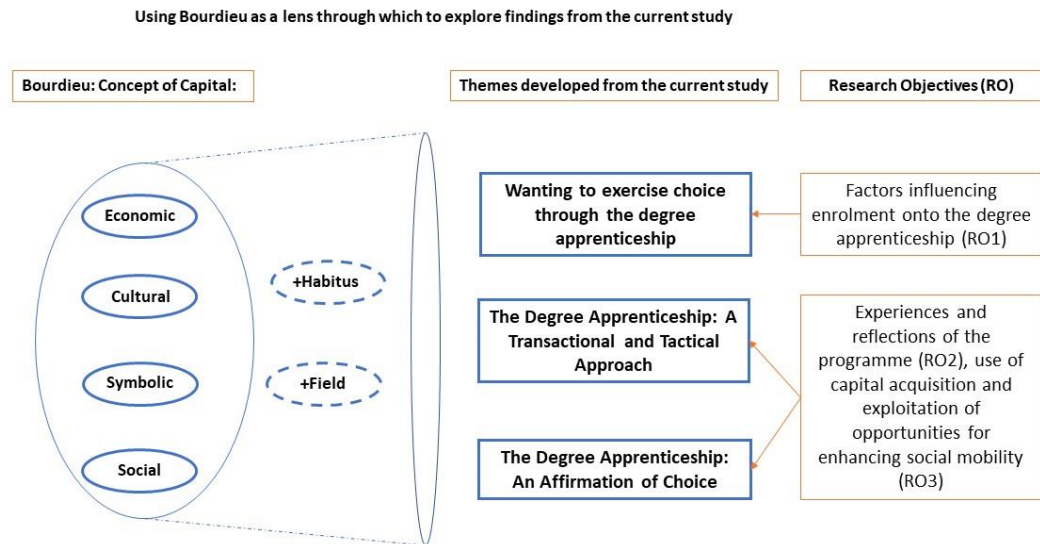 Using Bourdieu as a lens through which to explore findings from the current study
Bourdieu: Concept of Capital:
Economic
Cultural
Symbolic
Social
+Habitus
+Field
Themes developed from the current study
Wanting to exercise choice
through the degree
apprenticeship
The Degree Apprenticeship: A
Transactional and Tactical
Approach
The Degree Apprenticeship:
An Affirmation of Choice
Research Objectives (RO)
Factors influencing
enrolment onto the degree
apprenticeship (RO1)
Experiences and
reflections of the
programme (RO2), use of
capital acquisition and
exploitation of
opportunities for
enhancing social mobility
(RO3)